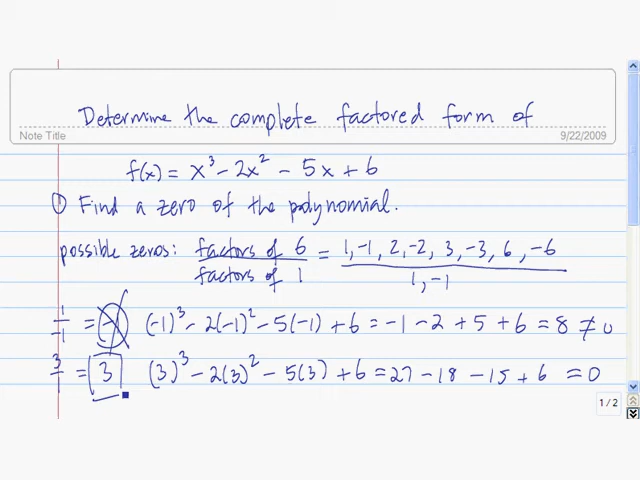 Determine the complete factored form of
Note Title
9/22/2009
f(x) = x³ - 2x² - 5x + 6
① Find a zero of the polynomial.
possible zeros: factors of 6 / factors of 1 = 1, -1, 2, -2, 3, -3, 6, -6 / 1, -1
1/-1 = -1 (-1)³ - 2(-1)² - 5(-1) + 6 = -1 - 2 + 5 + 6 = 8 ≠ 0
3/1 = 3 (3)³ - 2(3)² - 5(3) + 6 = 27 - 18 - 15 + 6 = 0
1/2